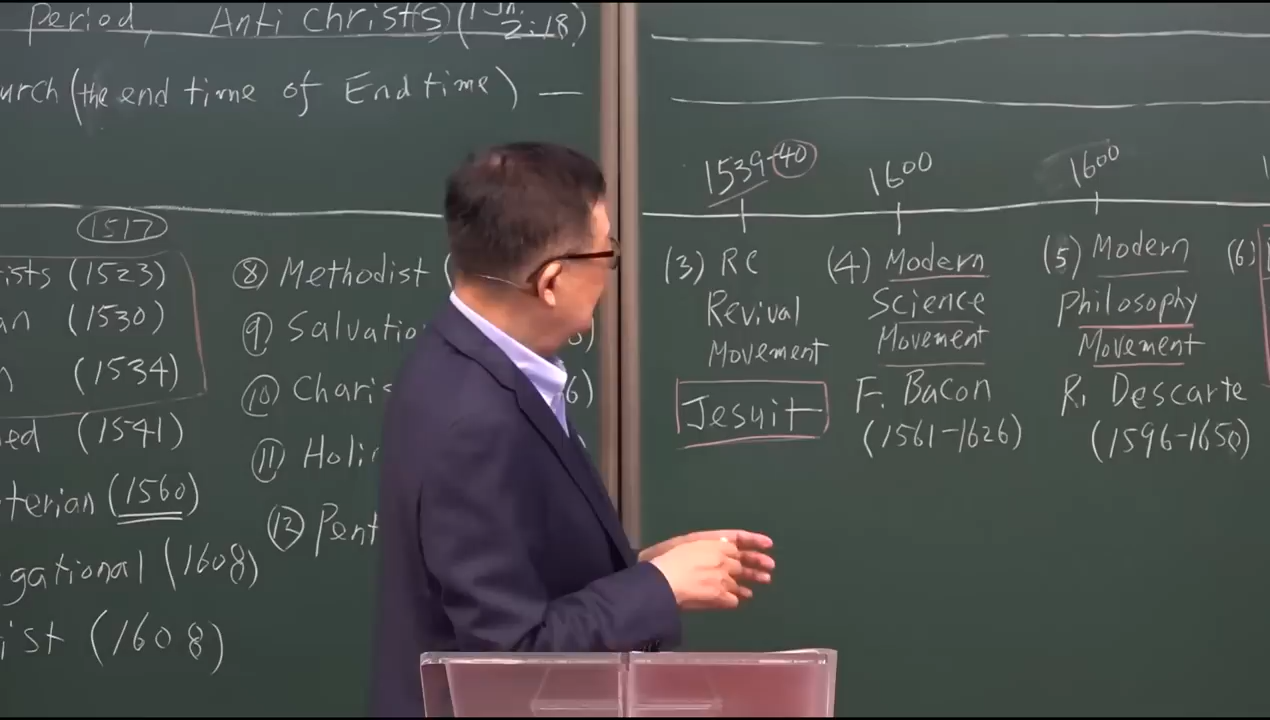 Period, Anti Christs (1 Jn. 2:18)
urch (the end time of End time) —
1517
ists (1523)
an (1530)
n (1534)
ed (1541)
terian (1560)
gational (1608)
ist (1608)
⑧ Methodist (
⑨ Salvatio
⑩ Charis 6)
⑪ Holi
⑫ Pent
1539-40
(3) RC
Revival
Movement
Jesuit
1600
(4) Modern
Science
Movement
F. Bacon
(1561-1626)
1600
(5) Modern
Philosophy
Movement
R. Descarte
(1596-1650)
(6)